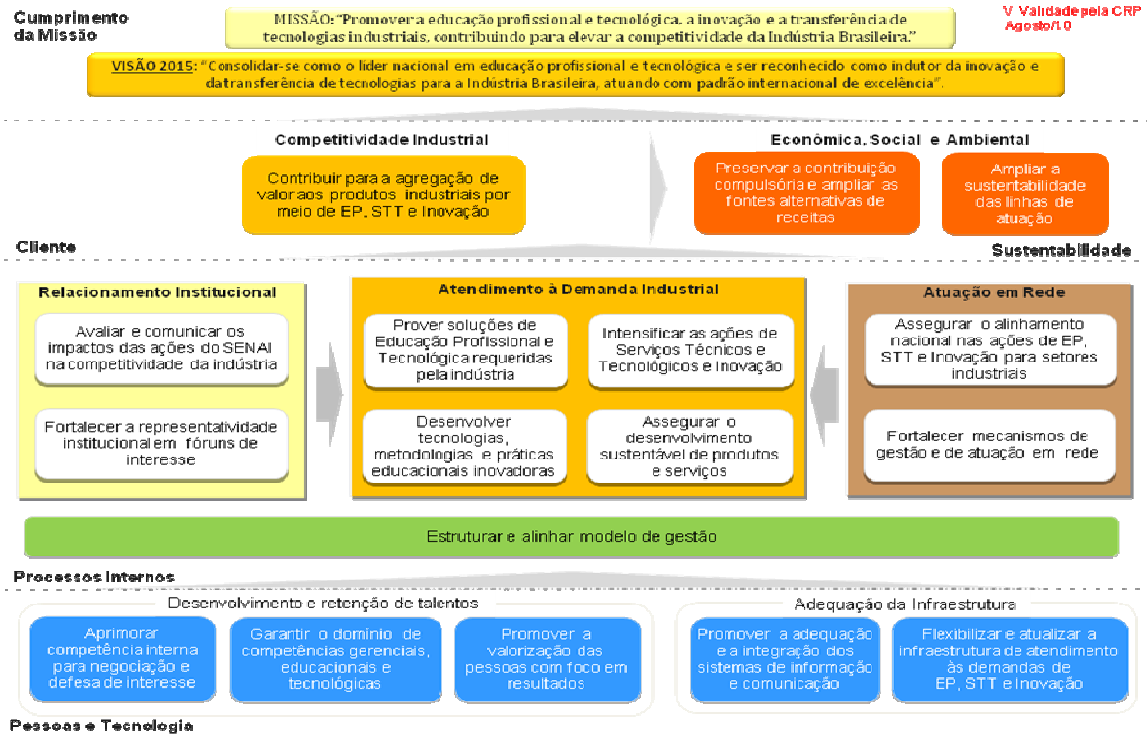 Cumprimento
da Missão
MISSÃO: “Promover a educação profissional e tecnológica, a inovação e a transferência de
tecnologias industriais, contribuindo para elevar a competitividade da Indústria Brasileira.”
V Validade pela CRP
Agosto/10
VISÃO 2015: “Consolidar-se como o líder nacional em educação profissional e tecnológica e ser reconhecido como indutor da inovação e
da transferência de tecnologias para a Indústria Brasileira, atuando com padrão internacional de excelência”.
Competitividade Industrial
Contribuir para a agregação de
valor aos produtos industriais por
meio de EP, STT e Inovação
Econômica, Social e Ambiental
Preservar a contribuição
compulsória e ampliar as
fontes alternativas de
receitas
Ampliar a
sustentabilidade
das linhas de
atuação
Cliente
Sustentabilidade
Relacionamento Institucional
Avaliar e comunicar os
impactos das ações do SENAI
na competitividade da indústria
Fortalecer a representatividade
institucional em fóruns de
interesse
Atendimento à Demanda Industrial
Prover soluções de
Educação Profissional e
Tecnológica requeridas
pela indústria
Intensificar as ações de
Serviços Técnicos e
Tecnológicos e Inovação
Desenvolver
tecnologias,
metodologias e práticas
educacionais inovadoras
Assegurar o
desenvolvimento
sustentável de produtos
e serviços
Atuação em Rede
Assegurar o alinhamento
nacional nas ações de EP,
STT e Inovação para setores
industriais
Fortalecer mecanismos de
gestão e de atuação em rede
Estruturar e alinhar modelo de gestão
Processos Internos
Desenvolvimento e retenção de talentos
Aprimorar
competência interna
para negociação e
defesa de interesse
Garantir o domínio de
competências gerenciais,
educacionais e
tecnológicas
Promover a
valorização das
pessoas com foco em
resultados
Adequação da Infraestrutura
Promover a adequação
e a integração dos
sistemas de informação
e comunicação
Flexibilizar e atualizar a
infraestrutura de atendimento
às demandas de
EP, STT e Inovação
Pessoas e Tecnologia